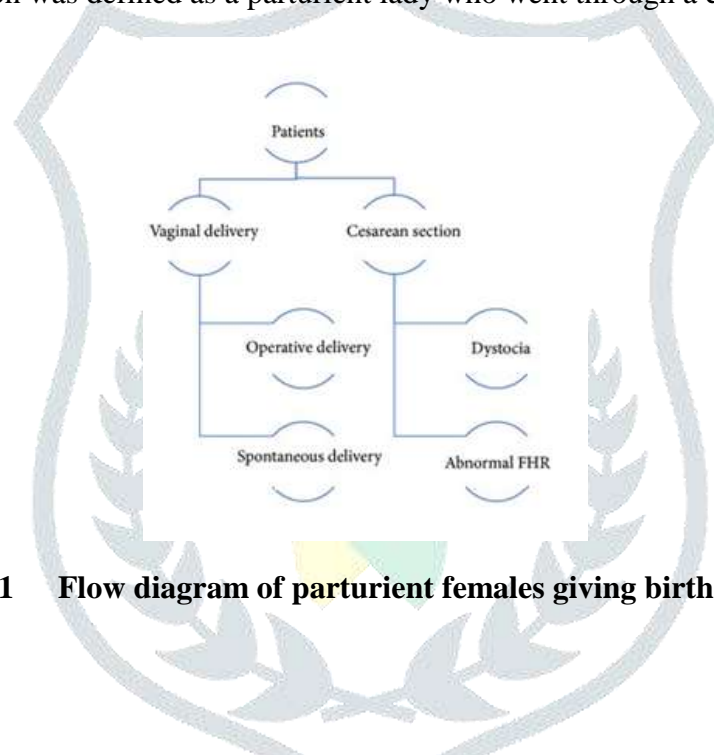 was defined as a parturient lady who went through a
Patients
Vaginal delivery Cesarean section
Operative delivery Dystocia
Spontaneous delivery Abnormal FHR
1 Flow diagram of parturient females giving birth